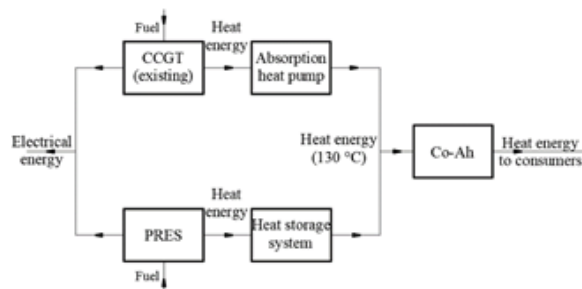 Fuel
Heat
energy
CCGT
(existing)
Absorption
heat pump
Electrical
energy
Heat energy
(130 °C)
Co-Ah
Heat energy
to consumers
Heat
energy
PRES
Heat storage
system
Fuel